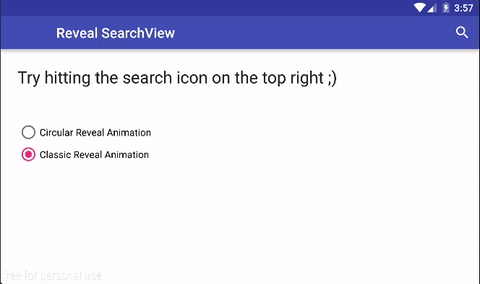 3:57
Reveal SearchView
Try hitting the search icon on the top right ;)
Circular Reveal Animation
Classic Reveal Animation
free for personal use